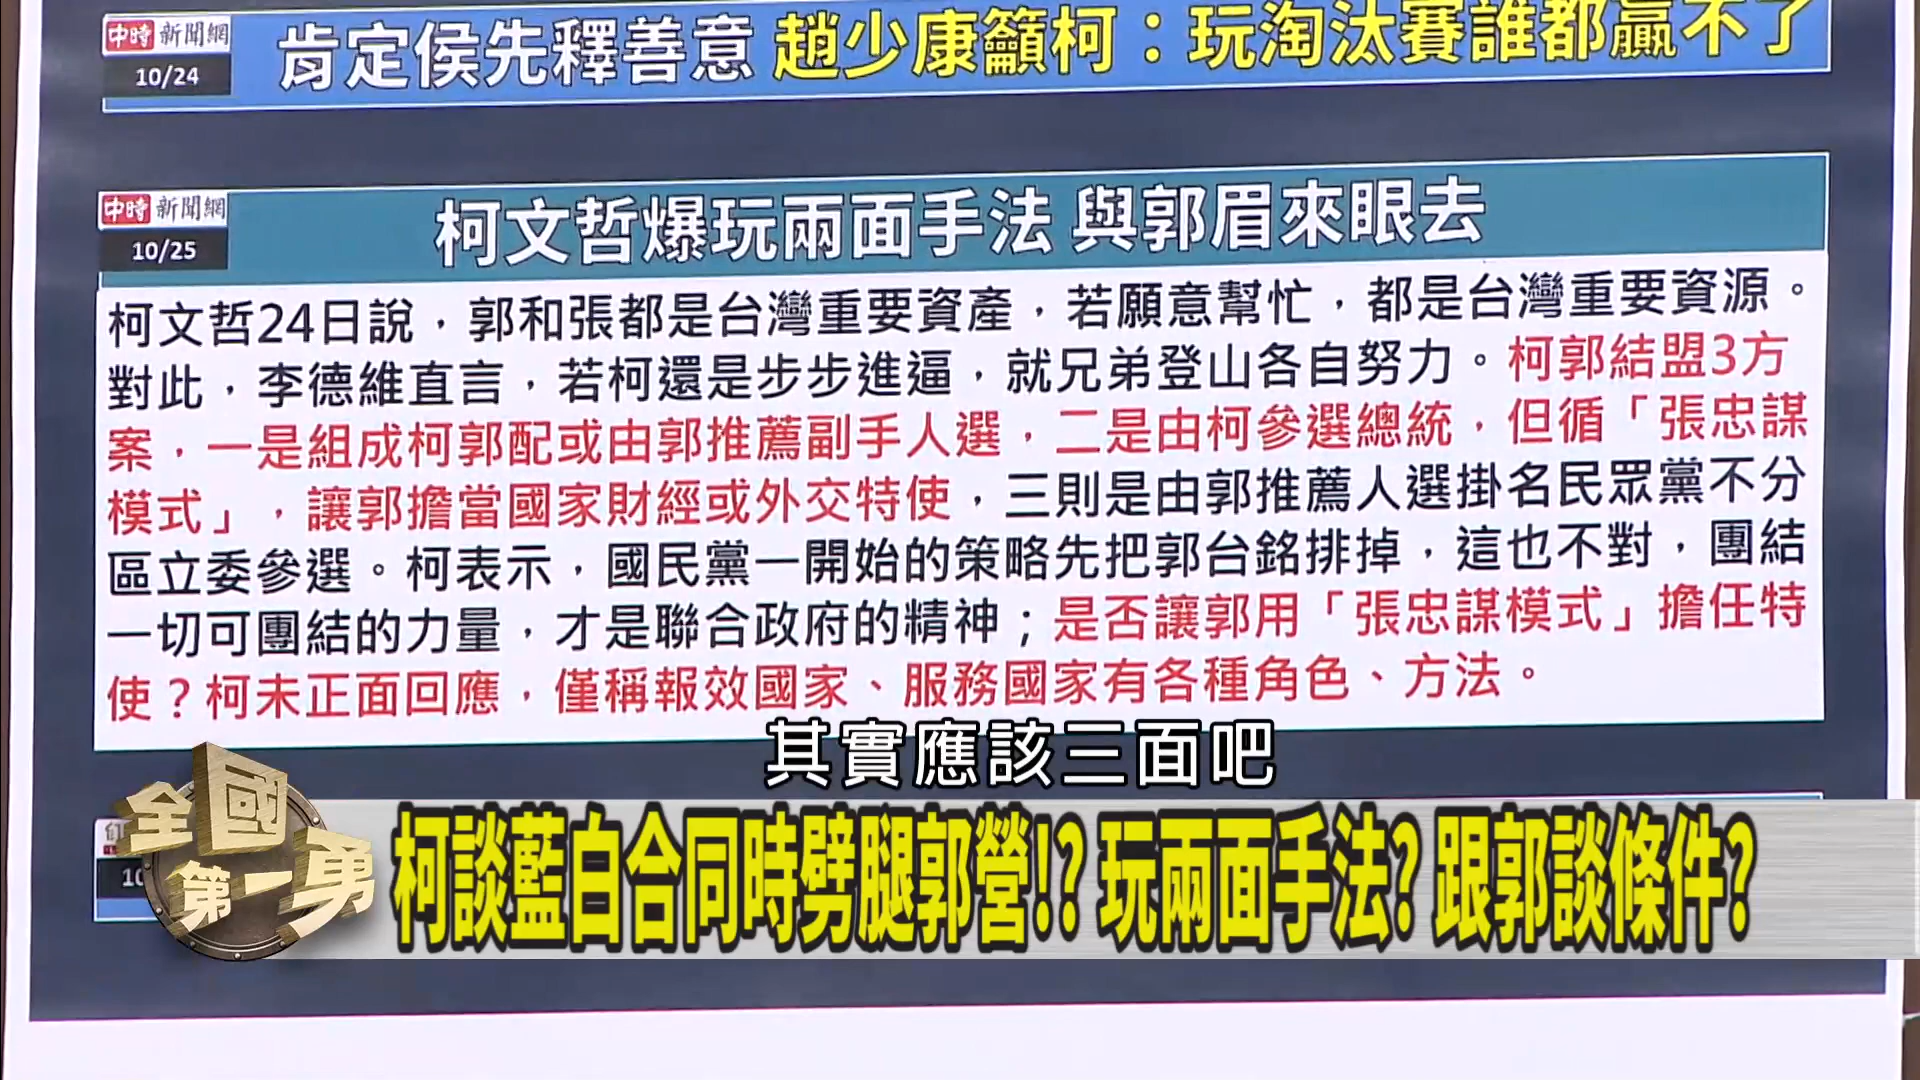 中時 新聞網
10/24
肯定侯先釋善意 趙少康籲柯：玩淘汰賽誰都贏不了
中時 新聞網
10/25
柯文哲爆玩兩面手法 與郭眉來眼去
柯文哲24日說，郭和張都是台灣重要資產，若願意幫忙，都是台灣重要資源。
對此，李德維直言，若柯還是步步進逼，就兄弟登山各自努力。柯郭結盟3方
案，一是組成柯郭配或由郭推薦副手人選，二是由柯參選總統，但循「張忠謀
模式」，讓郭擔當國家財經或外交特使，三則是由郭推薦人選掛名民眾黨不分
區立委參選。柯表示，國民黨一開始的策略先把郭台銘排掉，這也不對，團結
一切可團結的力量，才是聯合政府的精神；是否讓郭用「張忠謀模式」擔任特
使？柯未正面回應，僅稱報效國家、服務國家有各種角色、方法。
其實應該三面吧
全國第一勇
柯談藍白合同時劈腿郭營!? 玩兩面手法? 跟郭談條件?